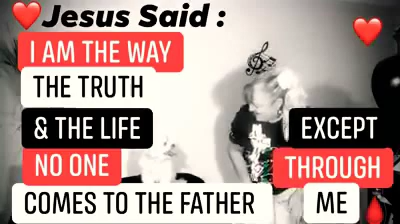 Jesus Said :
I AM THE WAY
THE TRUTH
& THE LIFE
NO ONE
COMES TO THE FATHER
EXCEPT
THROUGH
ME